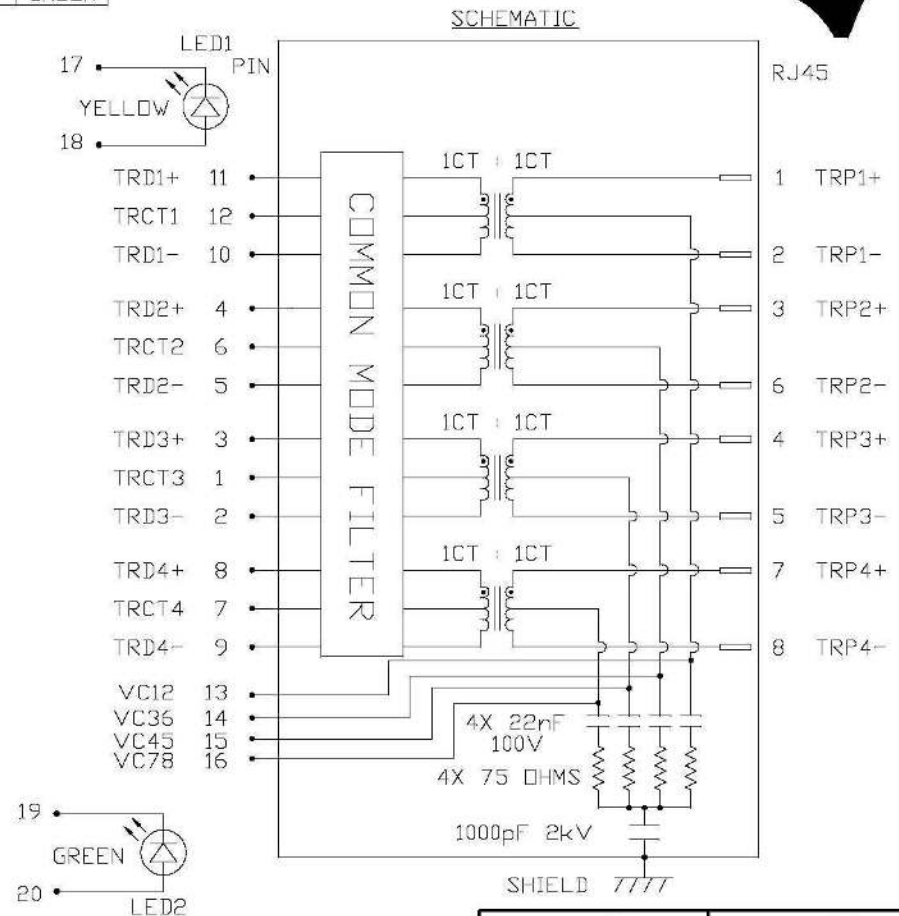 GREEN
SCHEMATIC
LED1
17
PIN
RJ45
YELLOW
18
1CT : 1CT
TRD1+ 11
1 TRP1+
TRCT1 12
TRD1- 10
2 TRP1-
1CT : 1CT
TRD2+ 4
3 TRP2+
TRCT2 6
TRD2- 5
6 TRP2-
COMMON MODE FILTER
1CT : 1CT
TRD3+ 3
4 TRP3+
TRCT3 1
TRD3- 2
5 TRP3-
1CT : 1CT
TRD4+ 8
7 TRP4+
TRCT4 7
TRD4- 9
8 TRP4-
VC12 13
VC36 14
VC45 15
VC78 16
4X 22nF
100V
4X 75 OHMS
19
1000pF 2kV
GREEN
SHIELD
20
LED2